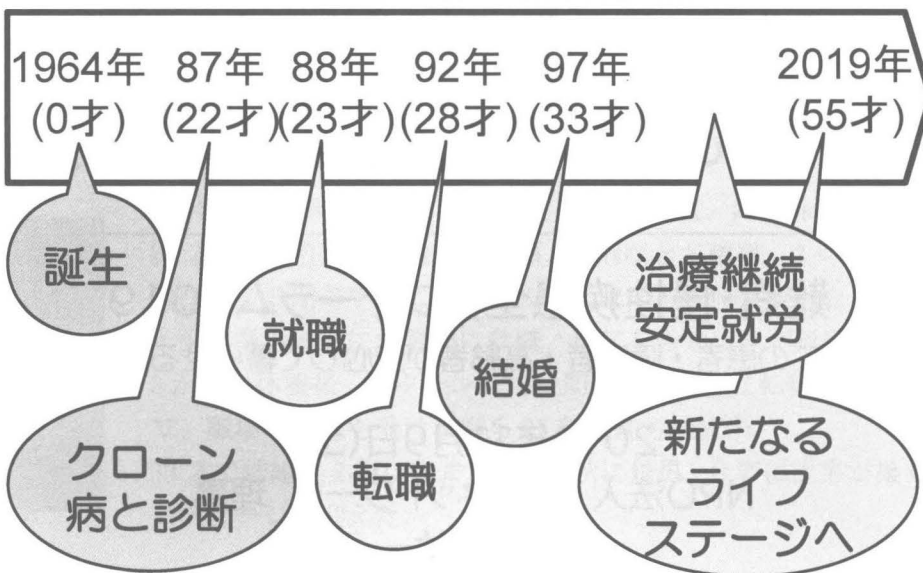 1964年 87年 88年 92年 97年 2019年
(0才) (22才)(23才)(28才)(33才) (55才)
誕生
クローン
病と診断
就職
転職
結婚
治療継続
安定就労
新たなる
ライフ
ステージへ